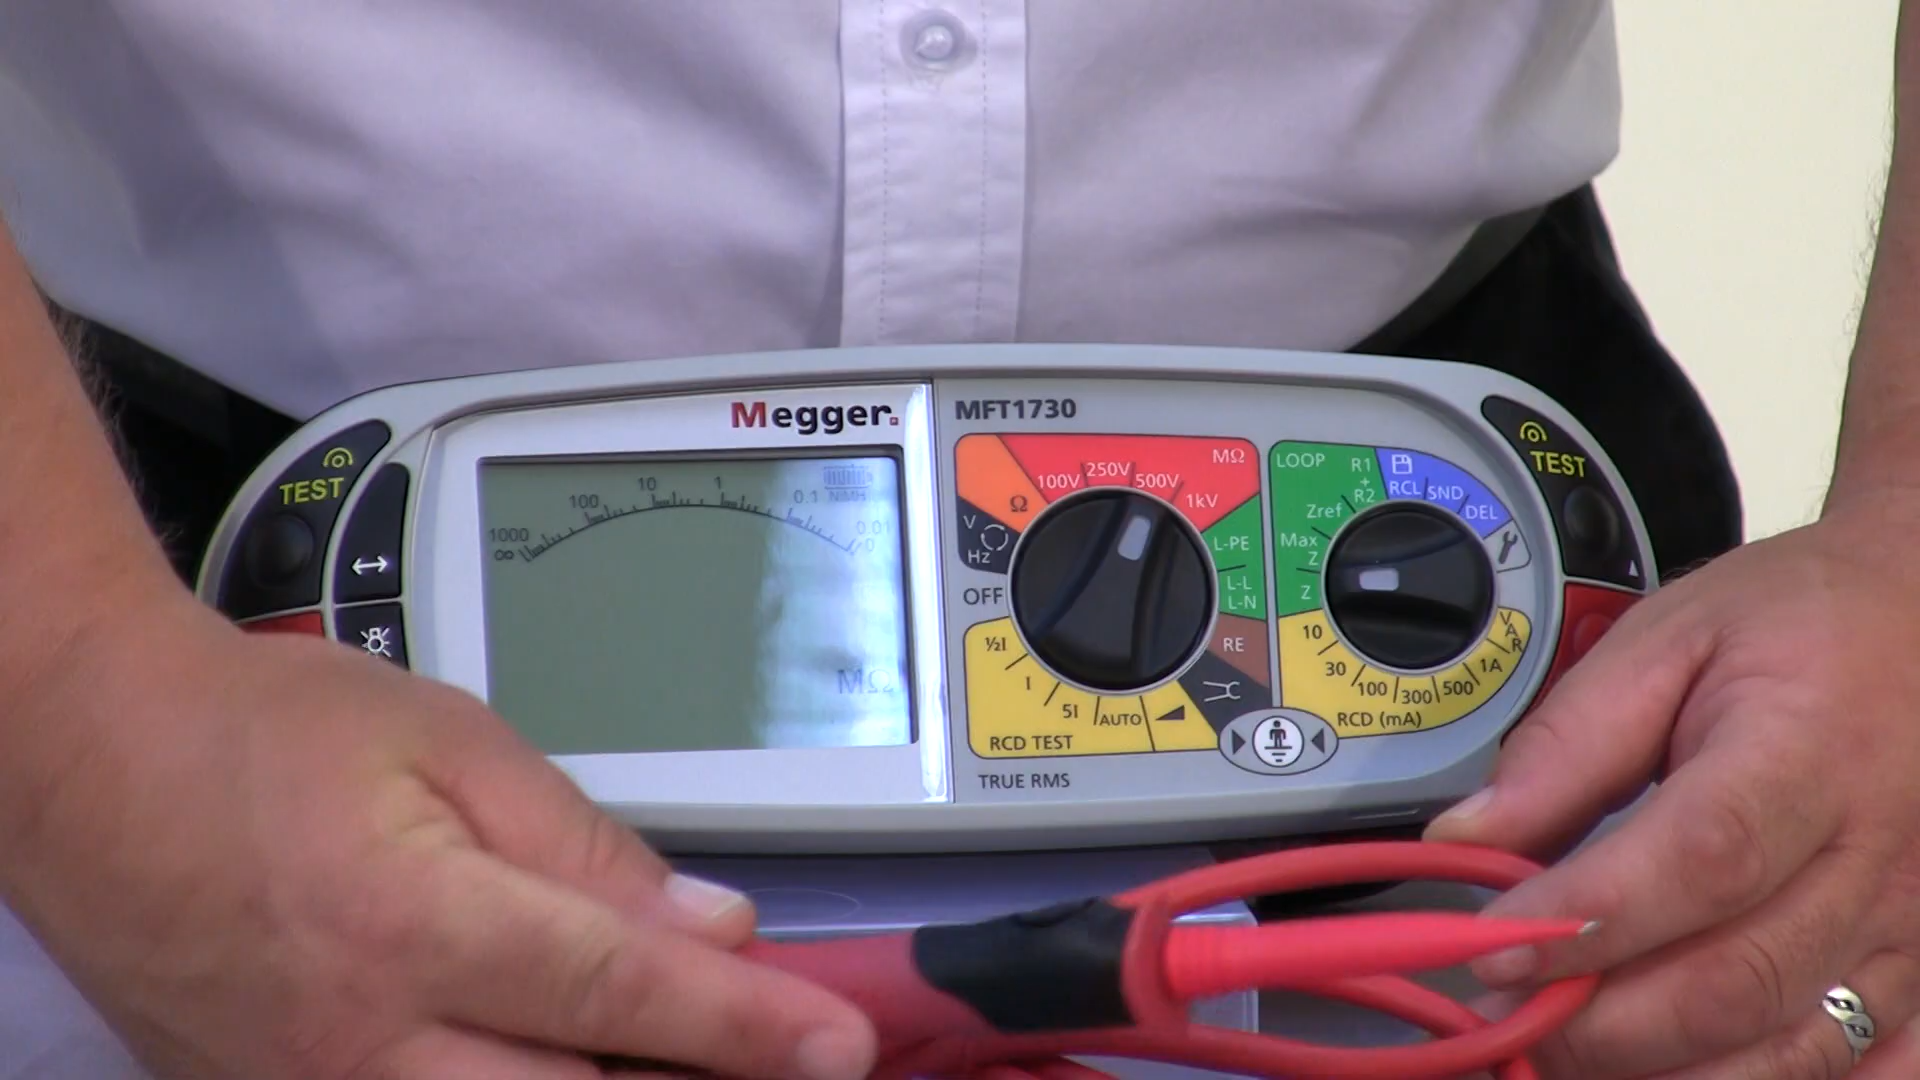 Megger.
MFT1730
TEST
TEST
1000
100
10
1
0.1
0.01
∞
0
NiMH
MΩ
Ω
100V
250V
500V
1kV
MΩ
V
Hz
OFF
L-PE
L-L
L-N
RE
½I
I
5I
AUTO
RCD TEST
TRUE RMS
LOOP
R1
+
R2
Zref
Max
Z
Z
RCL
SND
DEL
10
30
100
300
500
1A
VAR
RCD (mA)